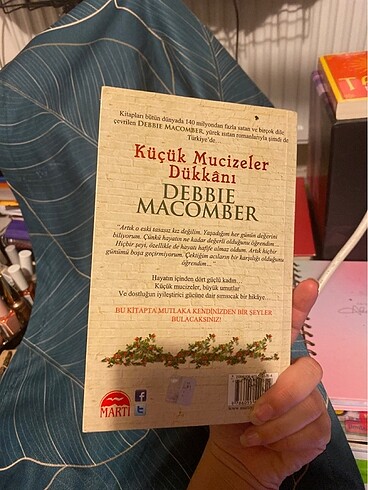 Kitapları bütün dünyada 140 milyondan fazla satan ve birçok dile
çevrilen DEBBIE MACOMBER, yürek ısıtan romanlarıyla şimdi de
Türkiye'de...
Küçük Mucizeler
Dükkânı
DEBBIE
MACOMBER
"Artık o eski tasasız kız değilim. Yaşadığım her günün değerini
biliyorum. Çünkü hayatın ne kadar değerli olduğunu öğrendim...
Hiçbir şeyi, özellikle de hayatı hafife almaz oldum. Artık hiçbir
günümü boşa geçirmiyorum. Çektiğim acıların bir karşılığı olduğunu
öğrendim..."
Hayatın içinden dört güçlü kadın...
Küçük mucizeler, büyük umutlar
Ve dostluğun iyileştirici gücüne dair sımsıcak bir hikâye...
BU KİTAPTA MUTLAKA KENDİNİZDEN BİR ŞEYLER
BULACAKSINIZ!
MARTI